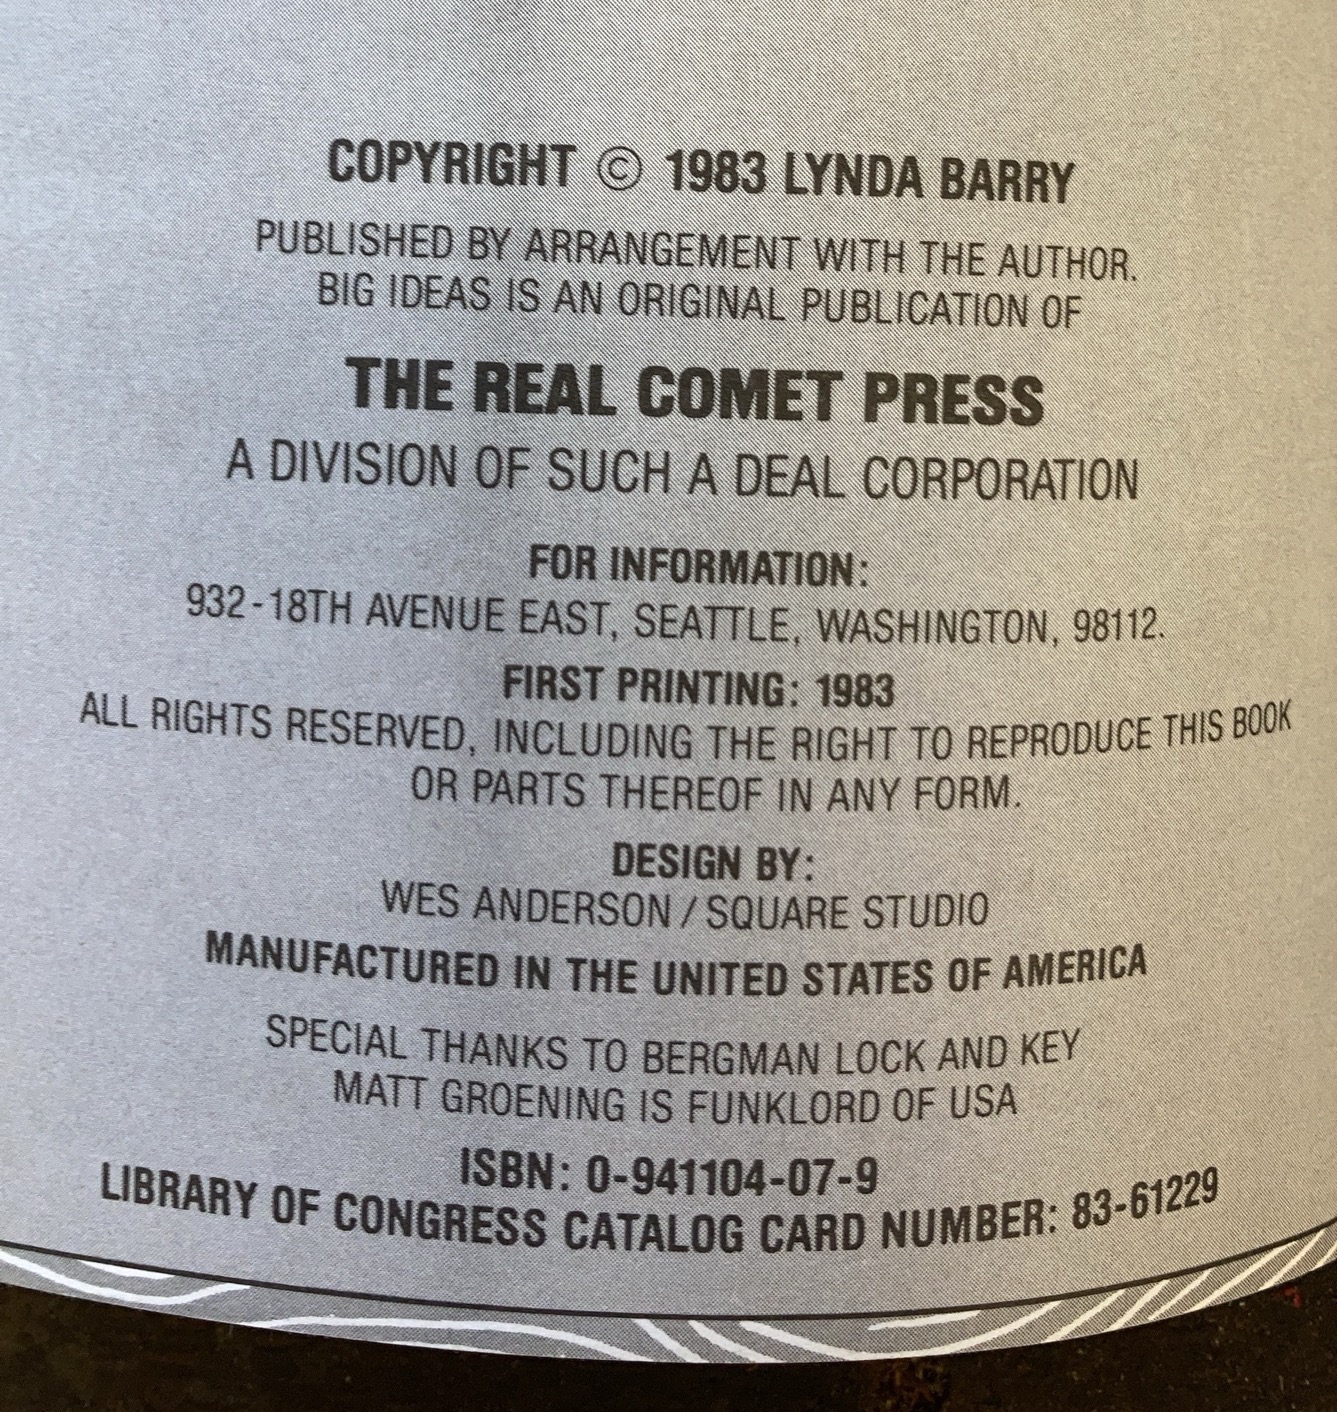 COPYRIGHT © 1983 LYNDA BARRY
PUBLISHED BY ARRANGEMENT WITH THE AUTHOR.
BIG IDEAS IS AN ORIGINAL PUBLICATION OF
THE REAL COMET PRESS
A DIVISION OF SUCH A DEAL CORPORATION
FOR INFORMATION:
932-18TH AVENUE EAST, SEATTLE, WASHINGTON, 98112.
FIRST PRINTING: 1983
ALL RIGHTS RESERVED, INCLUDING THE RIGHT TO REPRODUCE THIS BOOK
OR PARTS THEREOF IN ANY FORM.
DESIGN BY:
WES ANDERSON / SQUARE STUDIO
MANUFACTURED IN THE UNITED STATES OF AMERICA
SPECIAL THANKS TO BERGMAN LOCK AND KEY
MATT GROENING IS FUNKLORD OF USA
ISBN: 0-941104-07-9
LIBRARY OF CONGRESS CATALOG CARD NUMBER: 83-61229